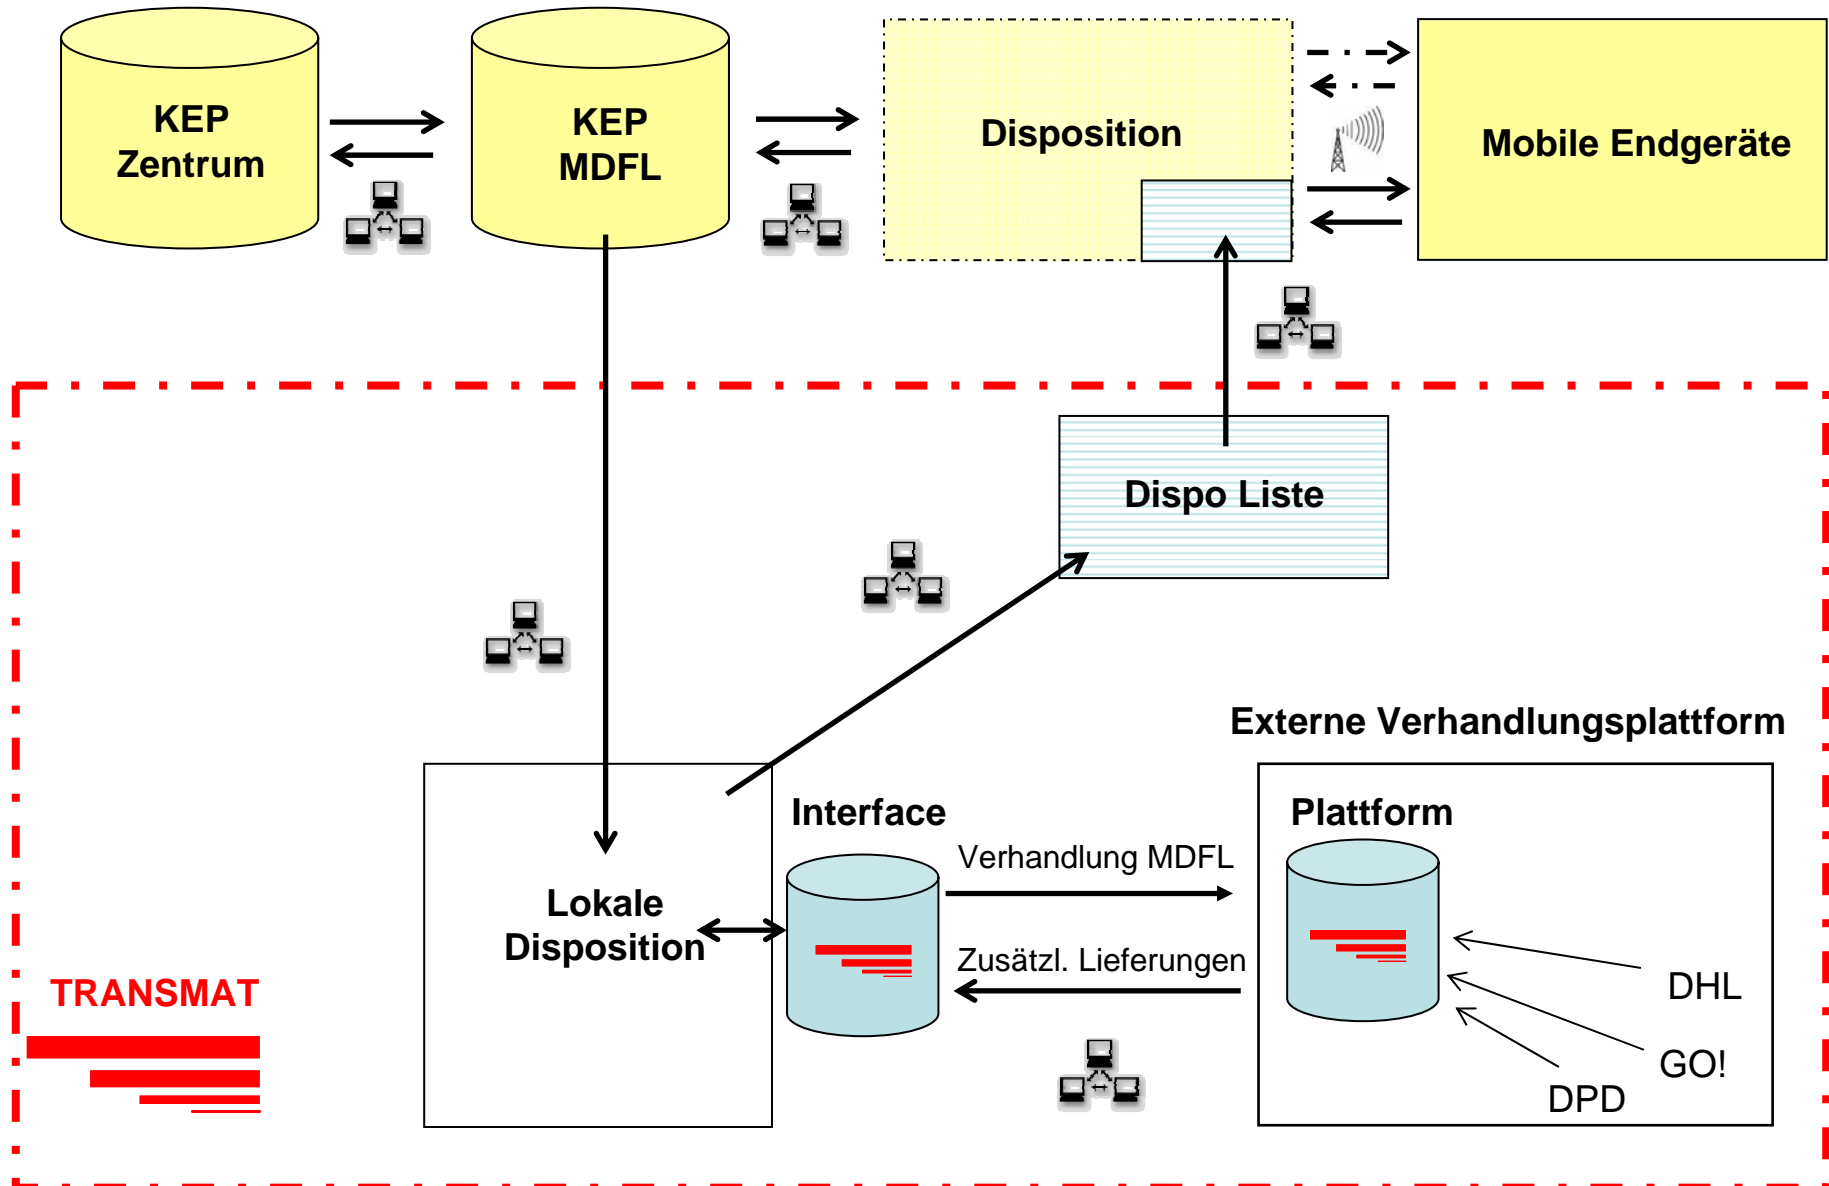 KEP
Zentrum
KEP
MDFL
Disposition
Mobile Endgeräte
Dispo Liste
Externe Verhandlungsplattform
Interface
Plattform
Verhandlung MDFL
Lokale
Disposition
Zusätzl. Lieferungen
TRANSMAT
DHL
GO!
DPD